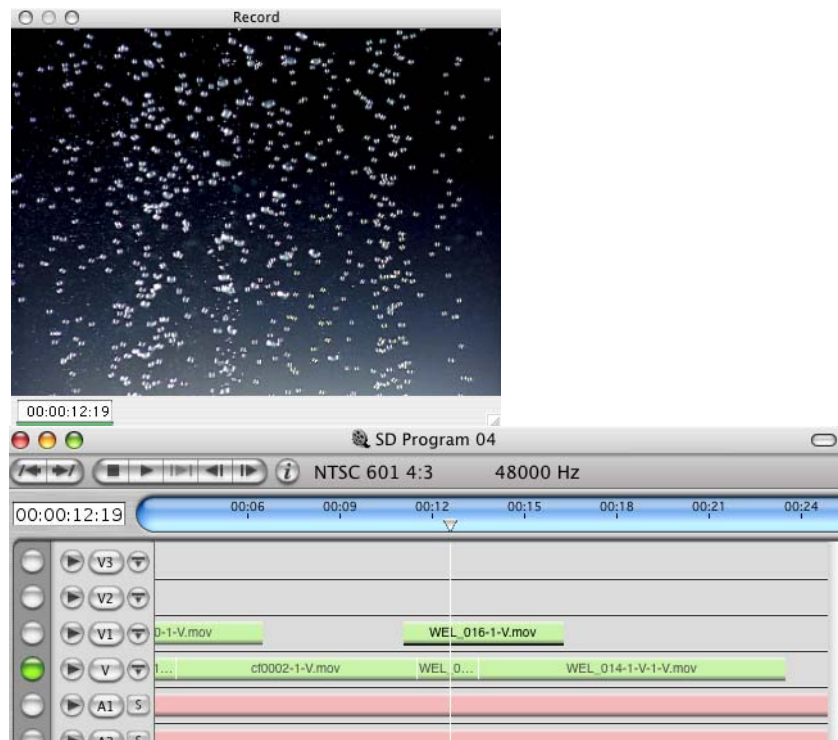 Record
00:00:12:19
SD Program 04
i NTSC 601 4:3 48000 Hz
00:00:12:19 00:06 00:09 00:12 00:15 00:18 00:21 00:24
V3
V2
V1 0-1-V.mov WEL_016-1-V.mov
V 1... cf0002-1-V.mov WEL_0... WEL_014-1-V-1-V.mov
A1 S
A2 S